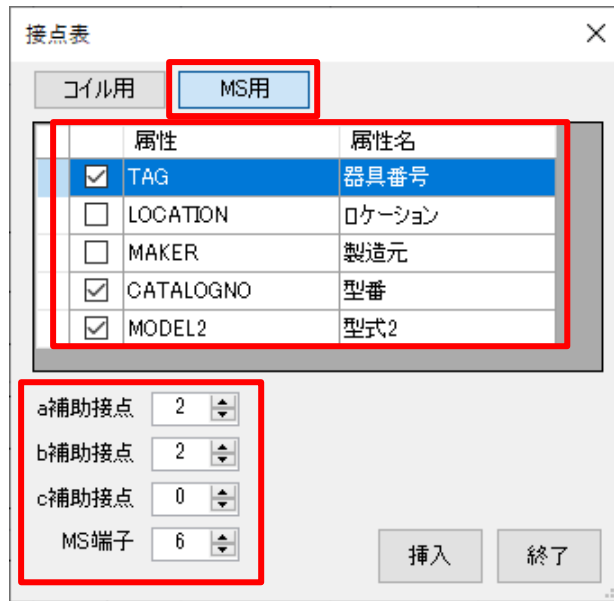 接点表
コイル用 MS用
属性 属性名
TAG 器具番号
LOCATION ロケーション
MAKER 製造元
CATALOGNO 型番
MODEL2 型式2
a補助接点 2
b補助接点 2
c補助接点 0
MS端子 6
挿入 終了